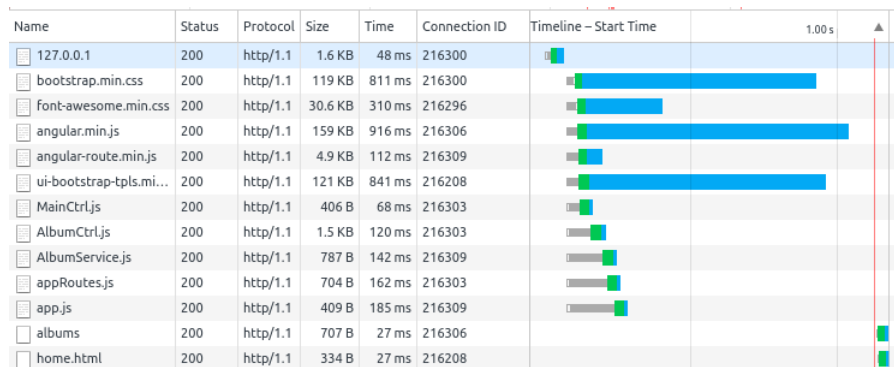 Name Status Protocol Size Time Connection ID Timeline – Start Time 1.00 s ▲
127.0.0.1 200 http/1.1 1.6 KB 48 ms 216300
bootstrap.min.css 200 http/1.1 119 KB 811 ms 216300
font-awesome.min.css 200 http/1.1 30.6 KB 310 ms 216296
angular.min.js 200 http/1.1 159 KB 916 ms 216306
angular-route.min.js 200 http/1.1 4.9 KB 112 ms 216309
ui-bootstrap-tpls.mi... 200 http/1.1 121 KB 841 ms 216208
MainCtrl.js 200 http/1.1 406 B 68 ms 216303
AlbumCtrl.js 200 http/1.1 1.5 KB 120 ms 216303
AlbumService.js 200 http/1.1 787 B 142 ms 216309
appRoutes.js 200 http/1.1 704 B 162 ms 216303
app.js 200 http/1.1 409 B 185 ms 216309
albums 200 http/1.1 707 B 27 ms 216306
home.html 200 http/1.1 334 B 27 ms 216208